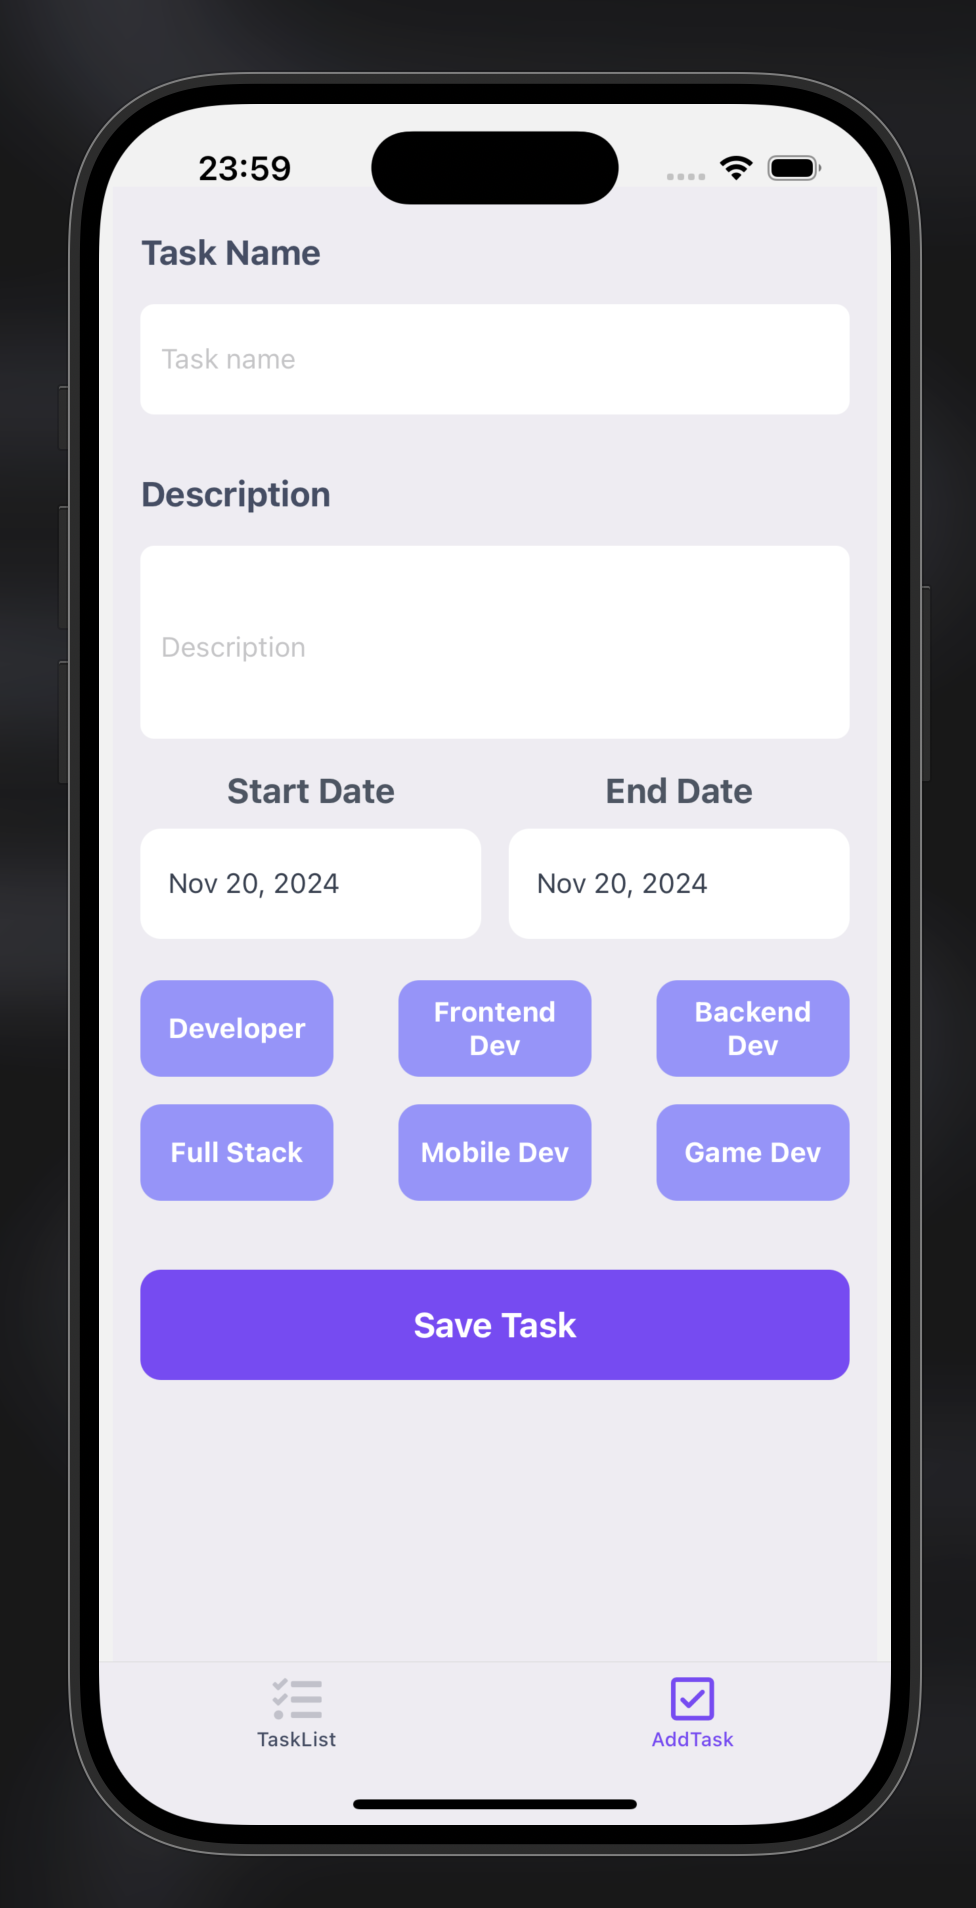 23:59
Task Name
Task name
Description
Description
Start Date
End Date
Nov 20, 2024
Nov 20, 2024
Developer
Frontend
Dev
Backend
Dev
Full Stack
Mobile Dev
Game Dev
Save Task
TaskList
AddTask